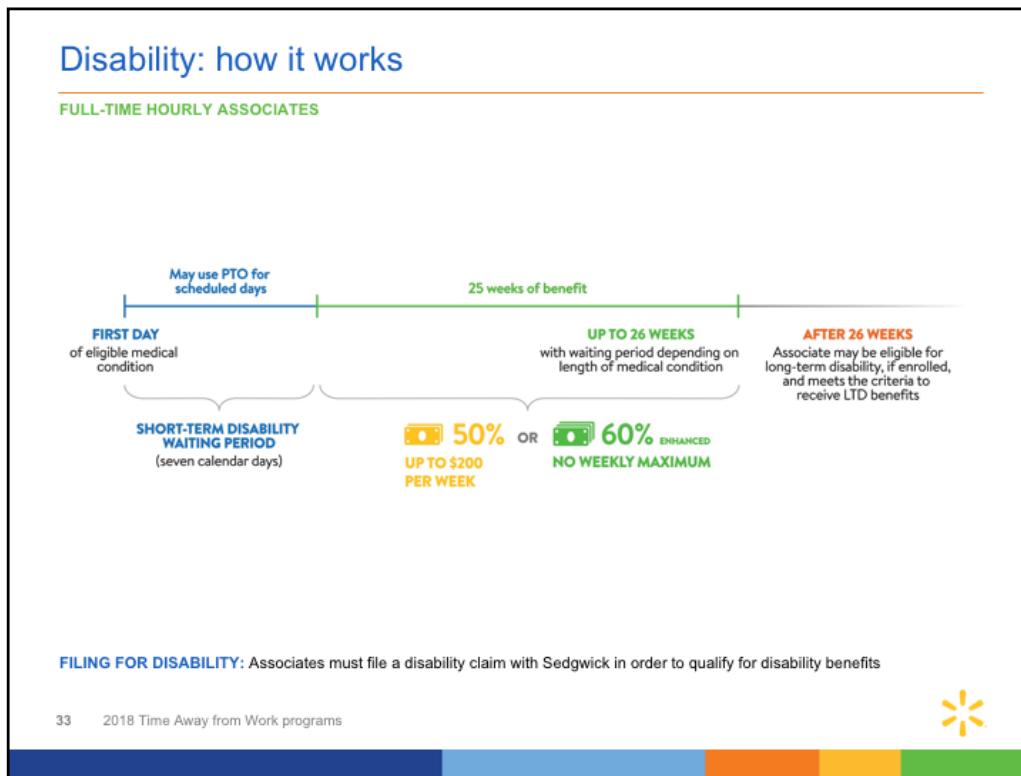 Disability: how it works
FULL-TIME HOURLY ASSOCIATES
May use PTO for
scheduled days
25 weeks of benefit
FIRST DAY
of eligible medical
condition
UP TO 26 WEEKS
with waiting period depending on
length of medical condition
AFTER 26 WEEKS
Associate may be eligible for
long-term disability, if enrolled,
and meets the criteria to
receive LTD benefits
SHORT-TERM DISABILITY
WAITING PERIOD
(seven calendar days)
50%
UP TO $200
PER WEEK
OR
60% ENHANCED
NO WEEKLY MAXIMUM
FILING FOR DISABILITY: Associates must file a disability claim with Sedgwick in order to qualify for disability benefits
33 2018 Time Away from Work programs